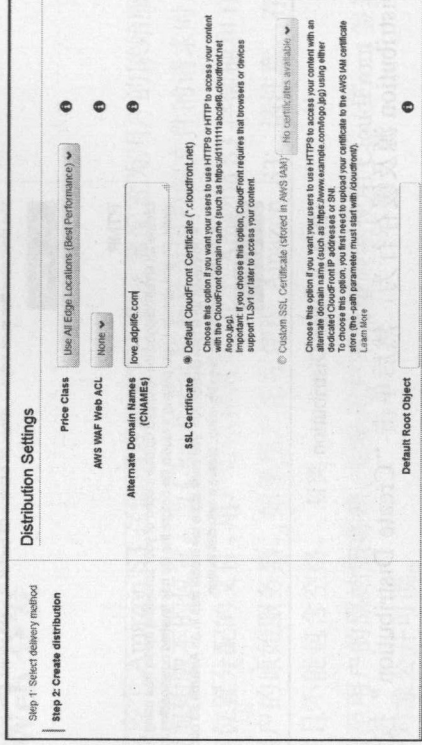 Step 1: Select delivery method
Step 2: Create distribution
Distribution Settings
Price Class
Use All Edge Locations (Best Performance)
AWS WAF Web ACL
None
Alternate Domain Names
(CNAMEs)
love.adplife.com
SSL Certificate
Default CloudFront Certificate (*.cloudfront.net)
Choose this option if you want your users to use HTTPS or HTTP to access your content
with the CloudFront domain name (such as https://d111111abcdef8.cloudfront.net
/logo.jpg).
Important: If you choose this option, CloudFront requires that browsers or devices
support TLSv1 or later to access your content.
Custom SSL Certificate (stored in AWS IAM):
No certificates available
Choose this option if you want your users to use HTTPS to access your content with an
alternate domain name (such as https://www.example.com/logo.jpg) using either
dedicated CloudFront IP addresses or SNI.
To choose this option, you first need to upload your certificate to the AWS IAM certificate
store (the -path parameter must start with /cloudfront/).
Learn More
Default Root Object